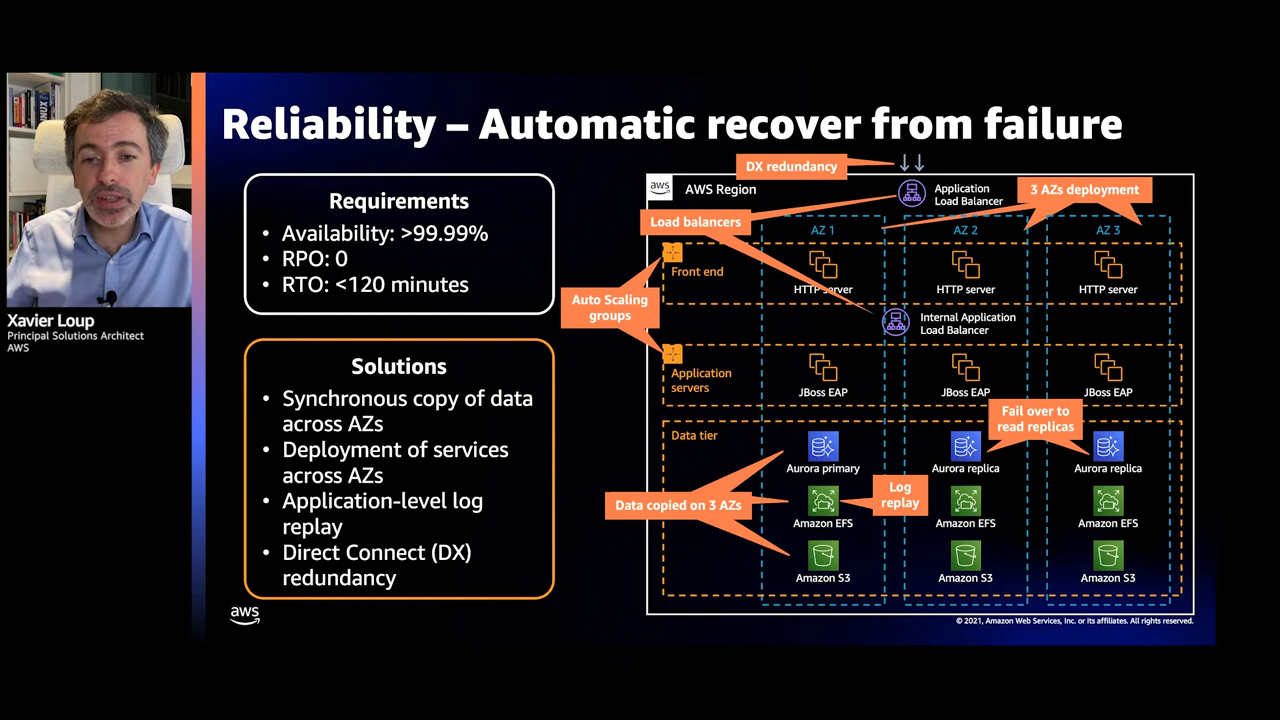 Reliability – Automatic recover from failure
Xavier Loup
Principal Solutions Architect
AWS
Requirements
• Availability: >99.99%
• RPO: 0
• RTO: <120 minutes
Solutions
• Synchronous copy of data
across AZs
• Deployment of services
across AZs
• Application-level log
replay
• Direct Connect (DX)
redundancy
aws
DX redundancy
aws
AWS Region
Application
Load Balancer
3 AZs deployment
Load balancers
AZ 1
AZ 2
AZ 3
Front end
HTTP server
HTTP server
HTTP server
Auto Scaling
groups
Internal Application
Load Balancer
Application
servers
JBoss EAP
JBoss EAP
JBoss EAP
Fail over to
read replicas
Data tier
Aurora primary
Aurora replica
Aurora replica
Data copied on 3 AZs
Log
replay
Amazon EFS
Amazon EFS
Amazon EFS
Amazon S3
Amazon S3
Amazon S3
© 2021, Amazon Web Services, Inc. or its affiliates. All rights reserved.